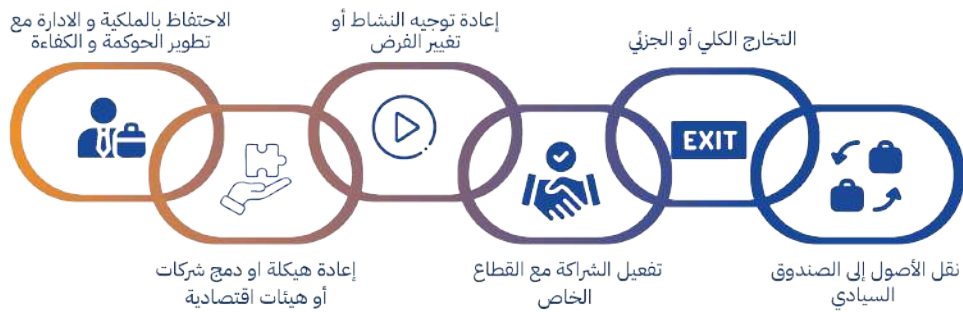 الاحتفاظ بالملكية و الادارة مع
تطوير الحوكمة و الكفاءة
إعادة هيكلة او دمج شركات
أو هيئات اقتصادية
إعادة توجيه النشاط أو
تغيير الفرض
تفعيل الشراكة مع القطاع
الخاص
التخارج الكلي أو الجزئي
EXIT
نقل الأصول إلى الصندوق
السيادي